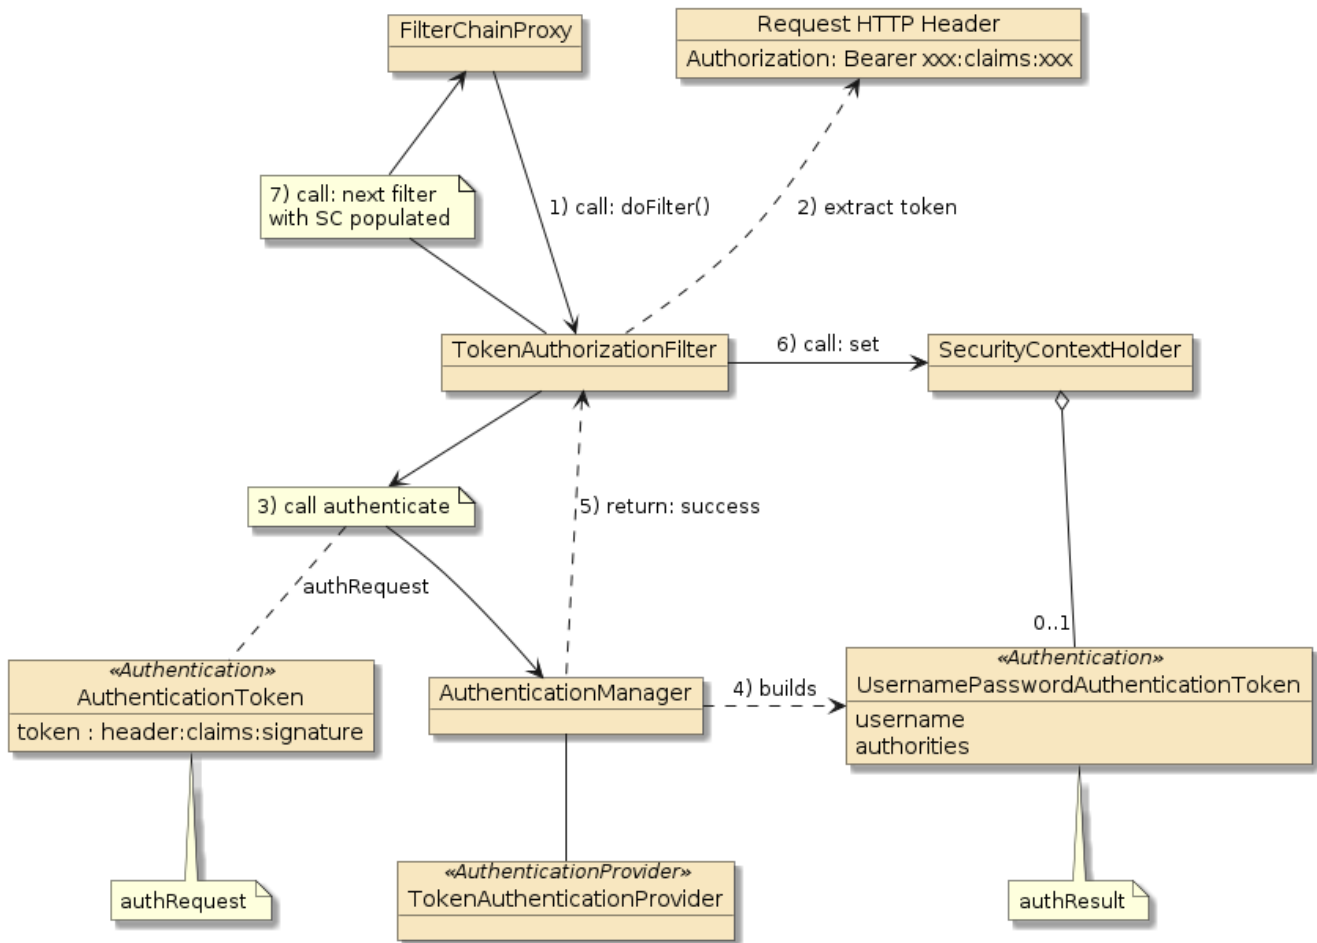 FilterChainProxy
Request HTTP Header
Authorization: Bearer xxx:claims:xxx
7) call: next filter
with SC populated
1) call: doFilter()
2) extract token
TokenAuthorizationFilter
6) call: set
SecurityContextHolder
3) call authenticate
5) return: success
authRequest
0..1
«Authentication»
AuthenticationToken
token : header:claims:signature
AuthenticationManager
4) builds
«Authentication»
UsernamePasswordAuthenticationToken
username
authorities
«AuthenticationProvider»
TokenAuthenticationProvider
authRequest
authResult